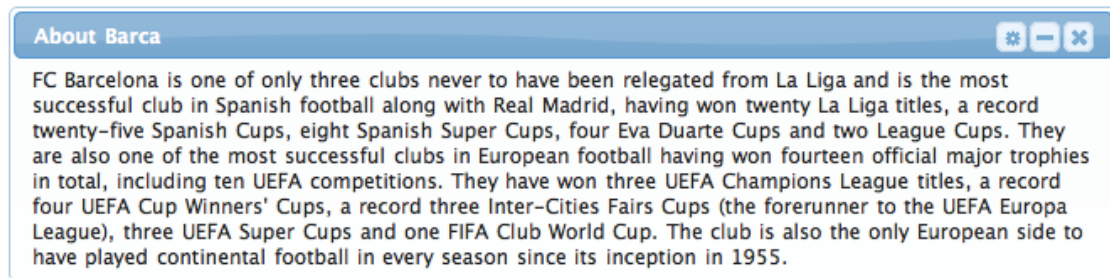 About Barca
FC Barcelona is one of only three clubs never to have been relegated from La Liga and is the most
successful club in Spanish football along with Real Madrid, having won twenty La Liga titles, a record
twenty-five Spanish Cups, eight Spanish Super Cups, four Eva Duarte Cups and two League Cups. They
are also one of the most successful clubs in European football having won fourteen official major trophies
in total, including ten UEFA competitions. They have won three UEFA Champions League titles, a record
four UEFA Cup Winners' Cups, a record three Inter-Cities Fairs Cups (the forerunner to the UEFA Europa
League), three UEFA Super Cups and one FIFA Club World Cup. The club is also the only European side to
have played continental football in every season since its inception in 1955.